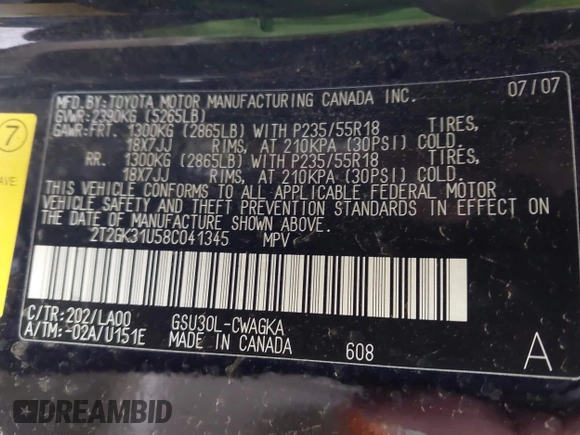 MFD.BY:TOYOTA MOTOR MANUFACTURING CANADA INC. 07/07
GVWR:2390KG (5265LB)
GAWR:FRT. 1300KG (2865LB) WITH P235/55R18 TIRES,
18X7JJ RIMS, AT 210KPA (30PSI) COLD.
RR. 1300KG (2865LB) WITH P235/55R18 TIRES,
18X7JJ RIMS, AT 210KPA (30PSI) COLD.
THIS VEHICLE CONFORMS TO ALL APPLICABLE FEDERAL MOTOR
VEHICLE SAFETY AND THEFT PREVENTION STANDARDS IN EFFECT ON
THE DATE OF MANUFACTURE SHOWN ABOVE.
2T2GK31U58C041345 MPV
C/TR:202/LA00 GSU30L-CWAGKA
A/TM:-02A/U151E MADE IN CANADA 608 A
7
AVE:
DREAMBID